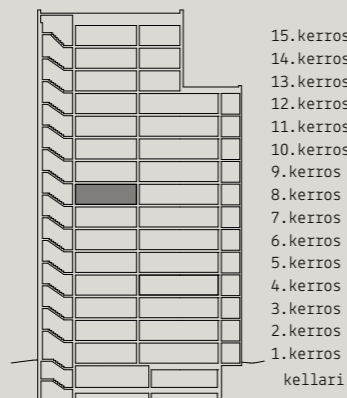 15.kerros
14.kerros
13.kerros
12.kerros
11.kerros
10.kerros
9.kerros
8.kerros
7.kerros
6.kerros
5.kerros
4.kerros
3.kerros
2.kerros
1.kerros
kellari